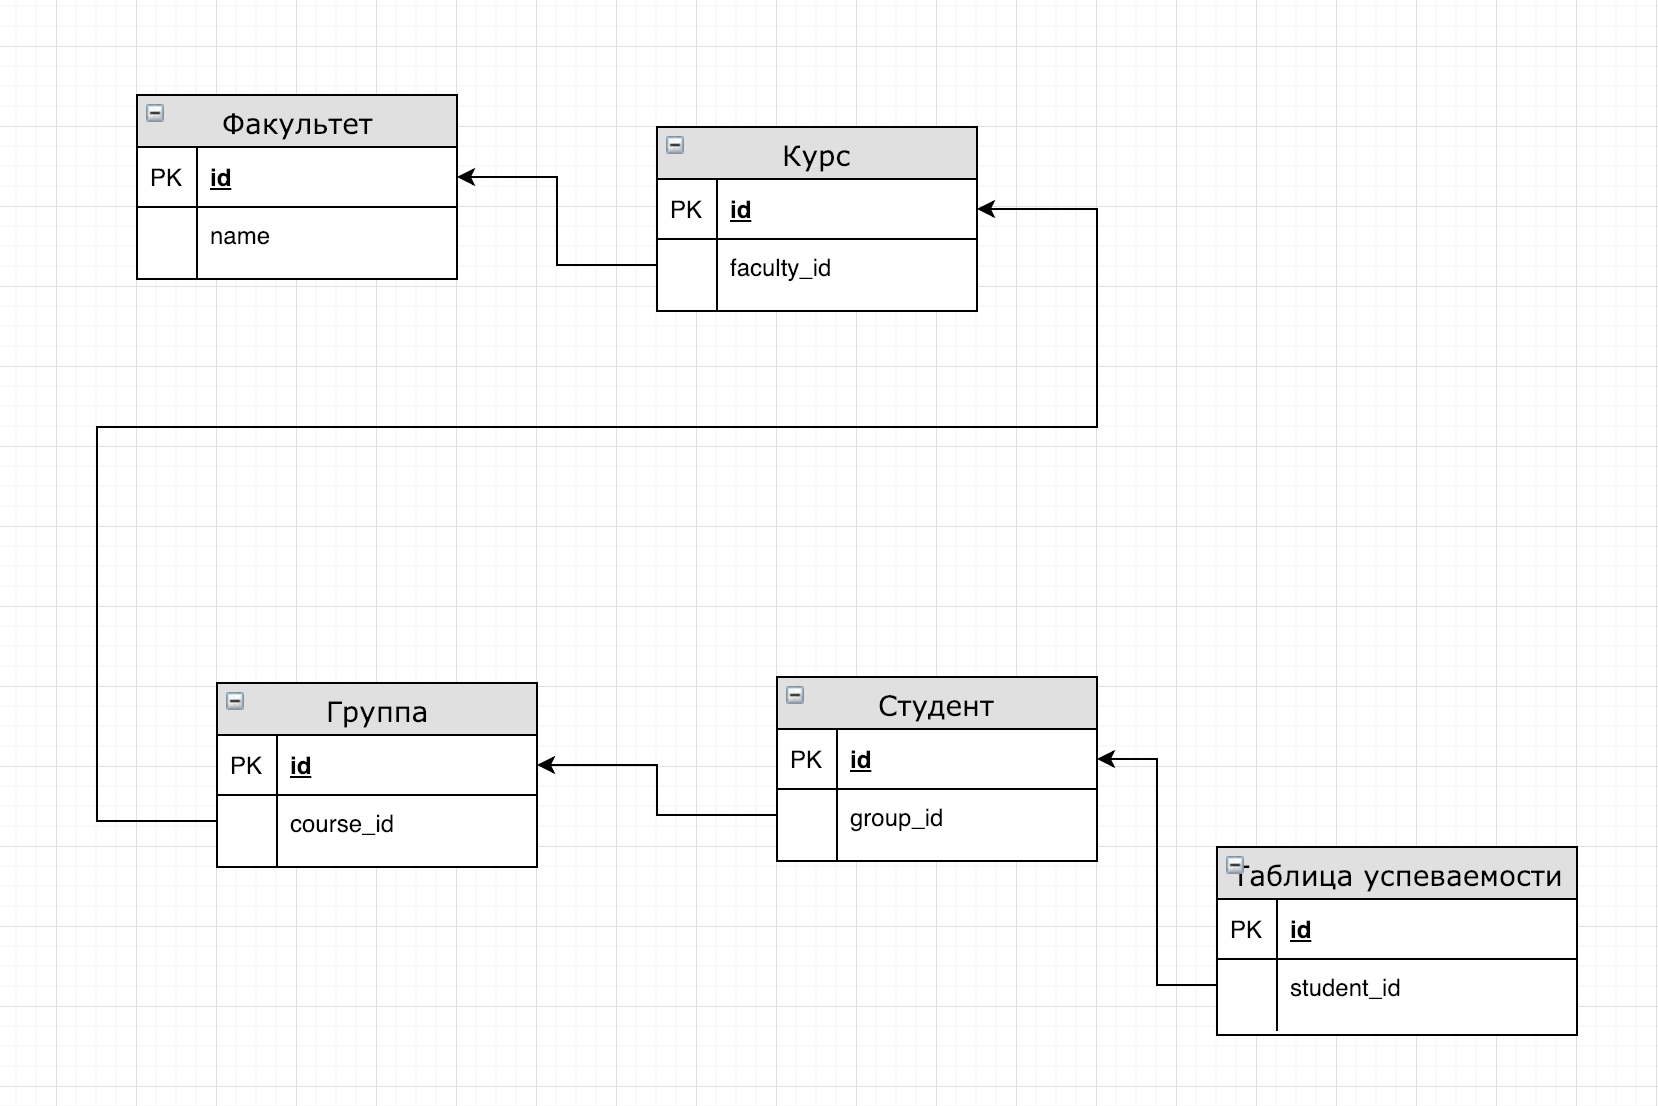 Факультет
PK id
name
Курс
PK id
faculty_id
Группа
PK id
course_id
Студент
PK id
group_id
Таблица успеваемости
PK id
student_id